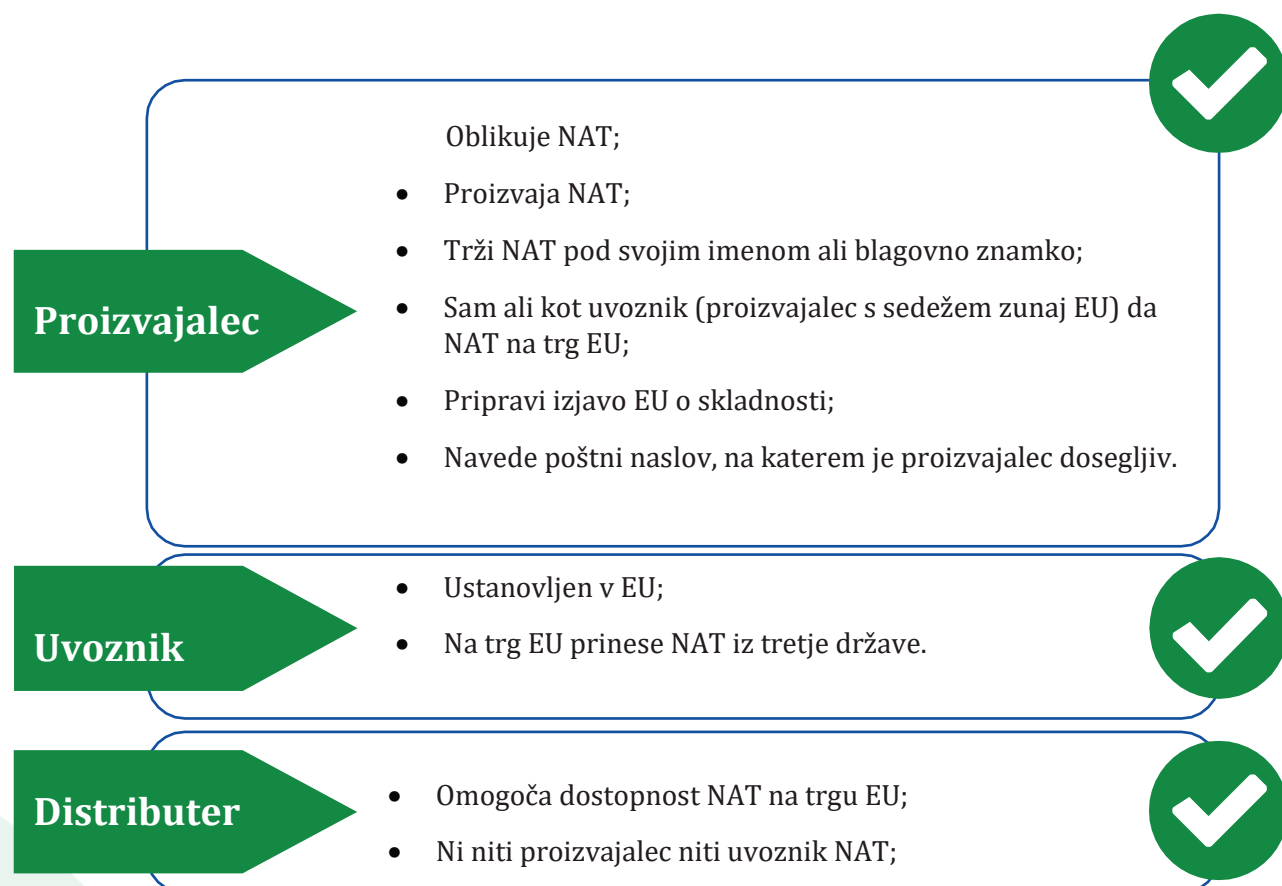 Proizvajalec
Oblikuje NAT;
• Proizvaja NAT;
• Trži NAT pod svojim imenom ali blagovno znamko;
• Sam ali kot uvoznik (proizvajalec s sedežem zunaj EU) da
NAT na trg EU;
• Pripravi izjavo EU o skladnosti;
• Navede poštni naslov, na katerem je proizvajalec dosegljiv.
Uvoznik
• Ustanovljen v EU;
• Na trg EU prinese NAT iz tretje države.
Distributer
• Omogoča dostopnost NAT na trgu EU;
• Ni niti proizvajalec niti uvoznik NAT;